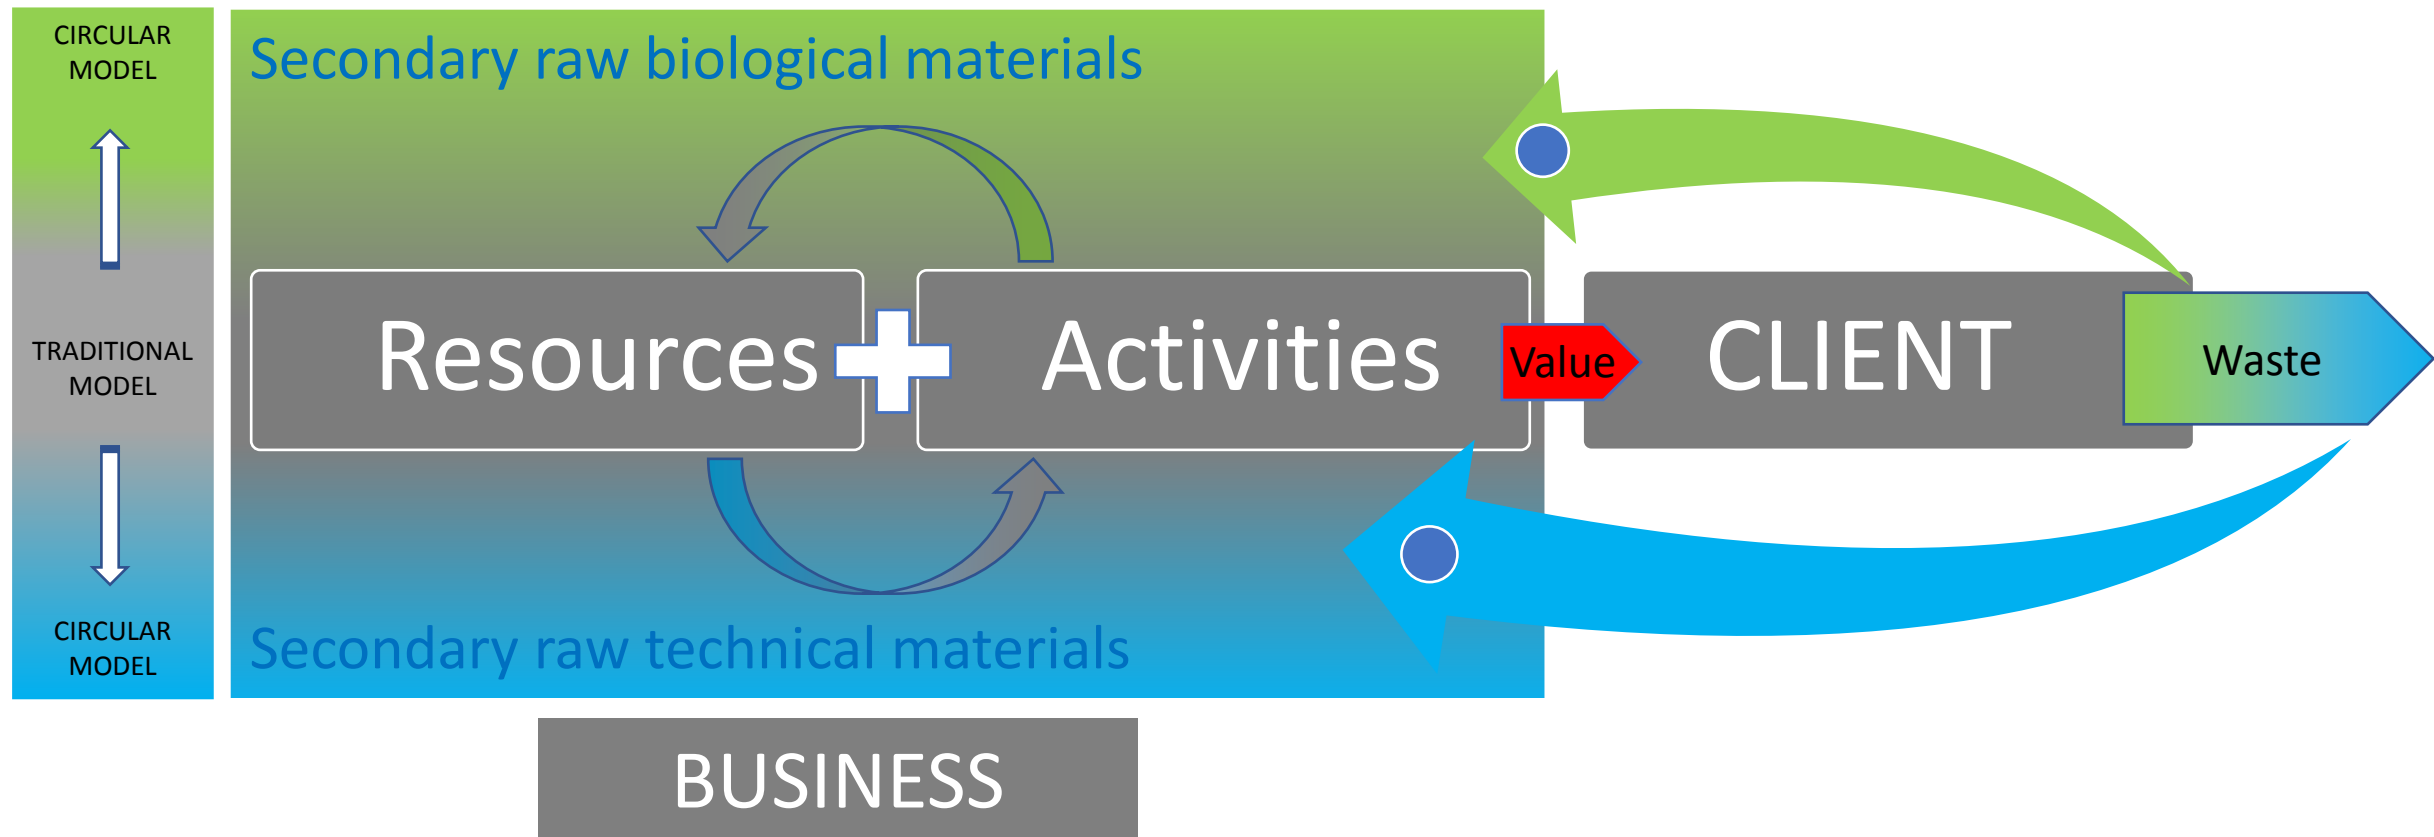 CIRCULAR
MODEL
TRADITIONAL
MODEL
CIRCULAR
MODEL
Secondary raw biological materials
Resources
Activities
Value
CLIENT
Waste
Secondary raw technical materials
BUSINESS